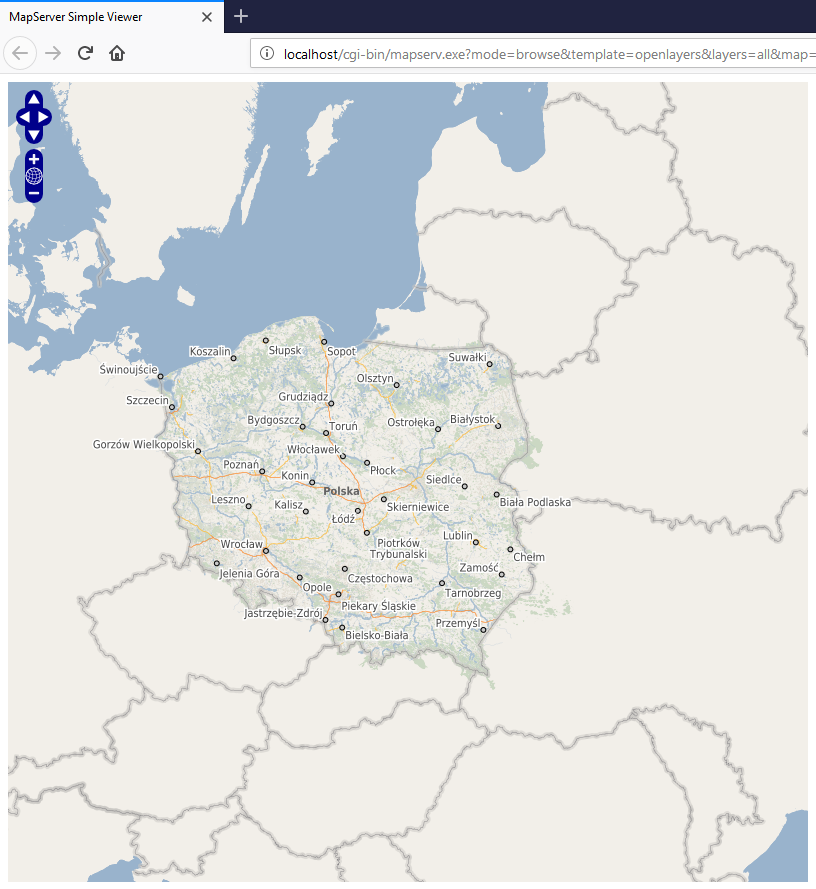 MapServer Simple Viewer
localhost/cgi-bin/mapserv.exe?mode=browse&template=openlayers&layers=all&map=
Koszalin
Słupsk
Sopot
Suwałki
Świnoujście
Olsztyn
Szczecin
Grudziądz
Bydgoszcz
Toruń
Ostrołęka
Białystok
Gorzów Wielkopolski
Włocławek
Poznań
Płock
Konin
Siedlce
Polska
Leszno
Kalisz
Skierniewice
Biała Podlaska
Łódź
Wrocław
Piotrków
Trybunalski
Lublin
Chełm
Jelenia Góra
Częstochowa
Zamość
Opole
Tarnobrzeg
Piekary Śląskie
Jastrzębie-Zdrój
Przemyśl
Bielsko-Biała